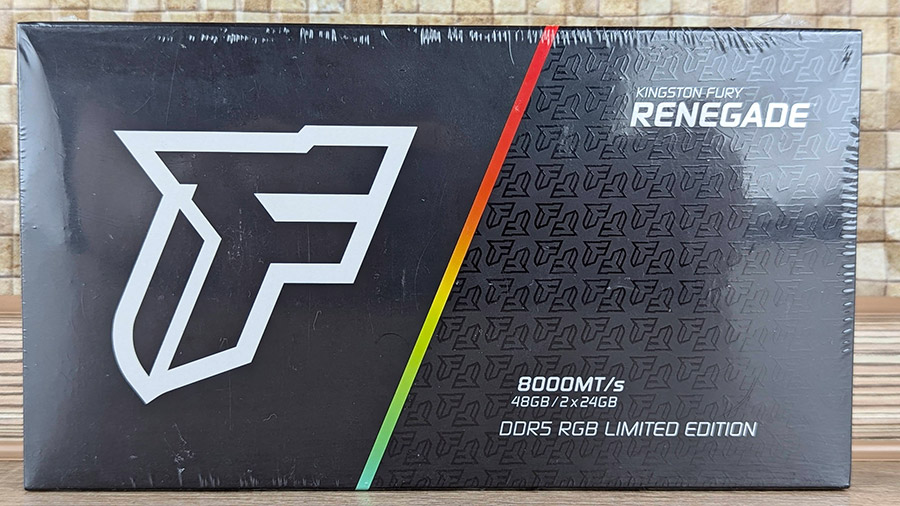 KINGSTON FURY
RENEGADE
8000MT/s
48GB/2x24GB
DDR5 RGB LIMITED EDITION